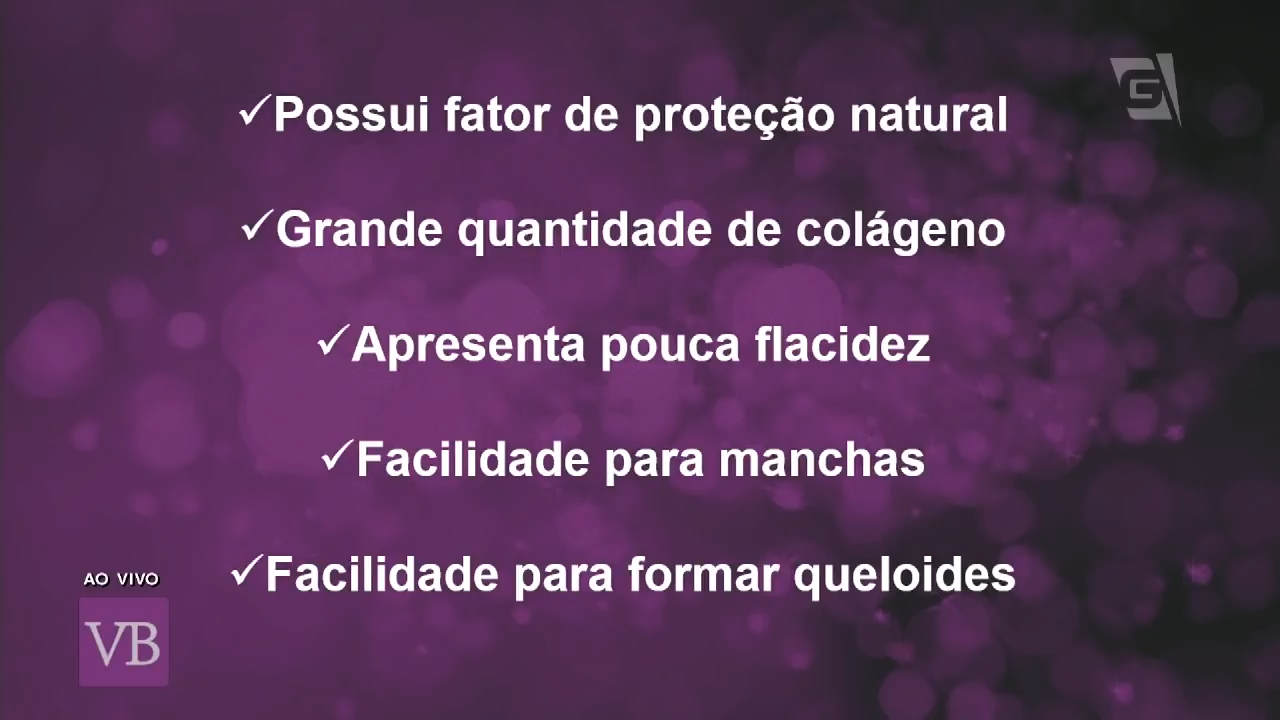 ✓Possui fator de proteção natural
✓Grande quantidade de colágeno
✓Apresenta pouca flacidez
✓Facilidade para manchas
✓Facilidade para formar queloides
AO VIVO
VB